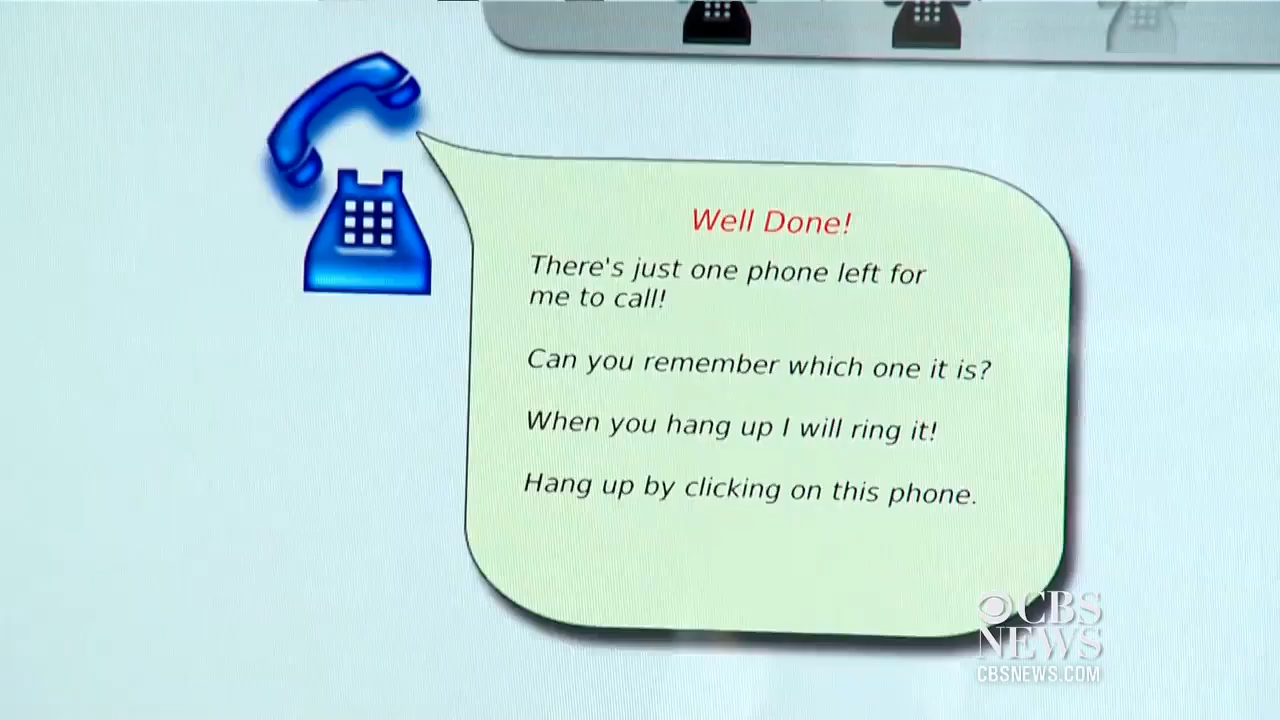 Well Done!
There's just one phone left for
me to call!
Can you remember which one it is?
When you hang up I will ring it!
Hang up by clicking on this phone.
CBS
NEWS
CBSNEWS.COM